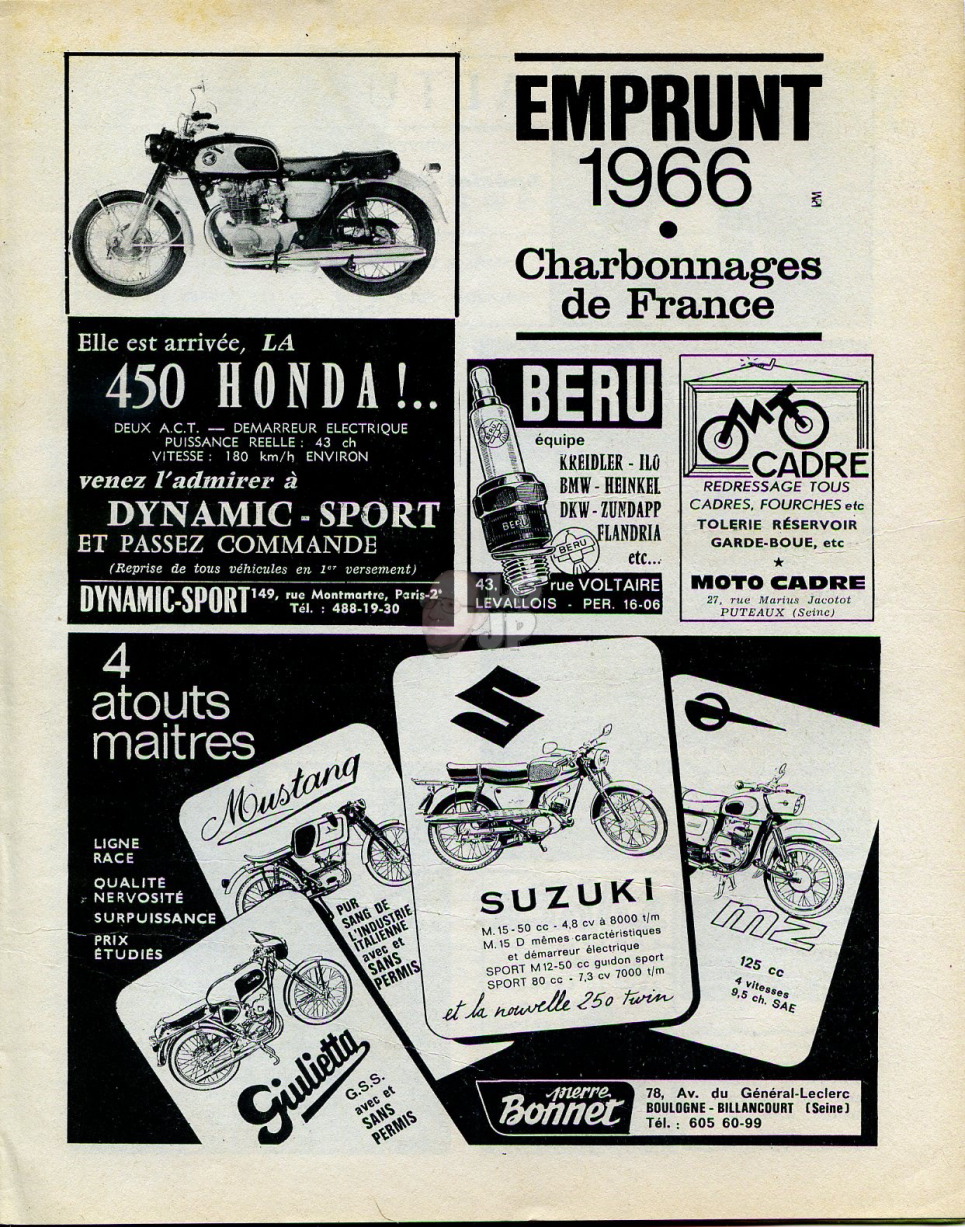 EMPRUNT
1966
•
Charbonnages
de France
Elle est arrivée, LA
450 HONDA !..
DEUX A.C.T. — DEMARREUR ELECTRIQUE
PUISSANCE REELLE : 43 ch
VITESSE : 180 km/h ENVIRON
venez l'admirer à
DYNAMIC - SPORT
ET PASSEZ COMMANDE
(Reprise de tous véhicules en 1er versement)
DYNAMIC-SPORT 149, rue Montmartre, Paris-2e
Tél. : 488-19-30
BERU
équipe
KREIDLER - ILO
BMW - HEINKEL
DKW - ZUNDAPP
FLANDRIA
etc...
BERU
BERU
43, rue VOLTAIRE
LEVALLOIS - PER. 16-06
MT
CADRE
REDRESSAGE TOUS
CADRES, FOURCHES etc
TOLERIE RÉSERVOIR
GARDE-BOUE, etc
★
MOTO CADRE
27, rue Marius Jacotot
PUTEAUX (Seine)
4
atouts
maitres
LIGNE
RACE
QUALITÉ
NERVOSITÉ
SURPUISSANCE
PRIX
ÉTUDIÉS
Mustang
PUR
SANG DE
L'INDUSTRIE
ITALIENNE
avec et
SANS
PERMIS
Giulietta
G.S.S.
avec et
SANS
PERMIS
S
SUZUKI
M.15-50 cc - 4,8 cv à 8000 t/m
M. 15 D mêmes caractéristiques
et démarreur électrique
SPORT M12-50 cc guidon sport
SPORT 80 cc - 7,3 cv 7000 t/m
et la nouvelle 250 twin
mz
125 cc
4 vitesses
9,5 ch. SAE
pierre
Bonnet
78, Av. du Général-Leclerc
BOULOGNE - BILLANCOURT (Seine)
Tél. : 605 60-99